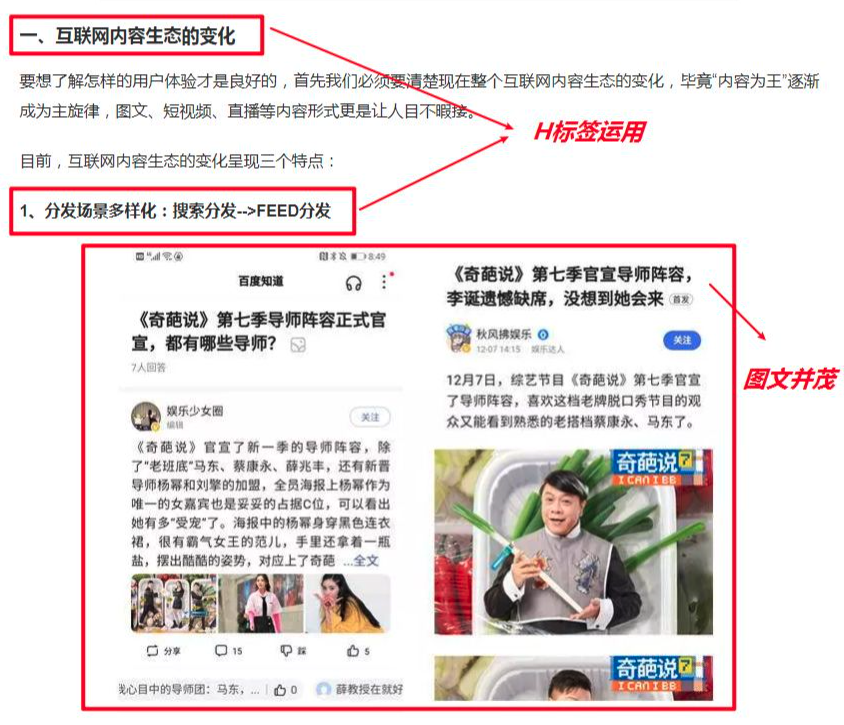 一、互联网内容生态的变化
要想了解怎样的用户体验才是良好的，首先我们必须要清楚现在整个互联网内容生态的变化，毕竟“内容为王”逐渐
成为主旋律，图文、短视频、直播等内容形式更是让人目不暇接。
H标签运用
目前，互联网内容生态的变化呈现三个特点：
1、分发场景多样化：搜索分发-->FEED分发
8:49
百度知道
《奇葩说》第七季导师阵容正式官
宣，都有哪些导师？
7人回答
娱乐少女圈
编辑
关注
《奇葩说》官宣了新一季的导师阵容，除
了“老班底”马东、蔡康永、薛兆丰，还有新晋
导师杨幂和刘擎的加盟，全员海报上杨幂作为
唯一的女嘉宾也是妥妥的占据C位，可以看出
她有多“受宠”了。海报中的杨幂身穿黑色连衣
裙，很有霸气女王的范儿，手里还拿着一瓶
盐，摆出酷酷的姿势，对应上了奇葩 ...全文
分享 15 踩 5
我心目中的导师团：马东，... 0 薛教授在就好
《奇葩说》第七季官宣导师阵容，
李诞遗憾缺席，没想到她会来 首发
秋风拂娱乐
12-07 14:15 娱乐达人
关注
12月7日，综艺节目《奇葩说》第七季官宣
了导师阵容，喜欢这档老牌脱口秀节目的观
众又能看到熟悉的老搭档蔡康永、马东了。
奇葩说7
I CAN I BB
奇葩说7
I CAN I BB
图文并茂